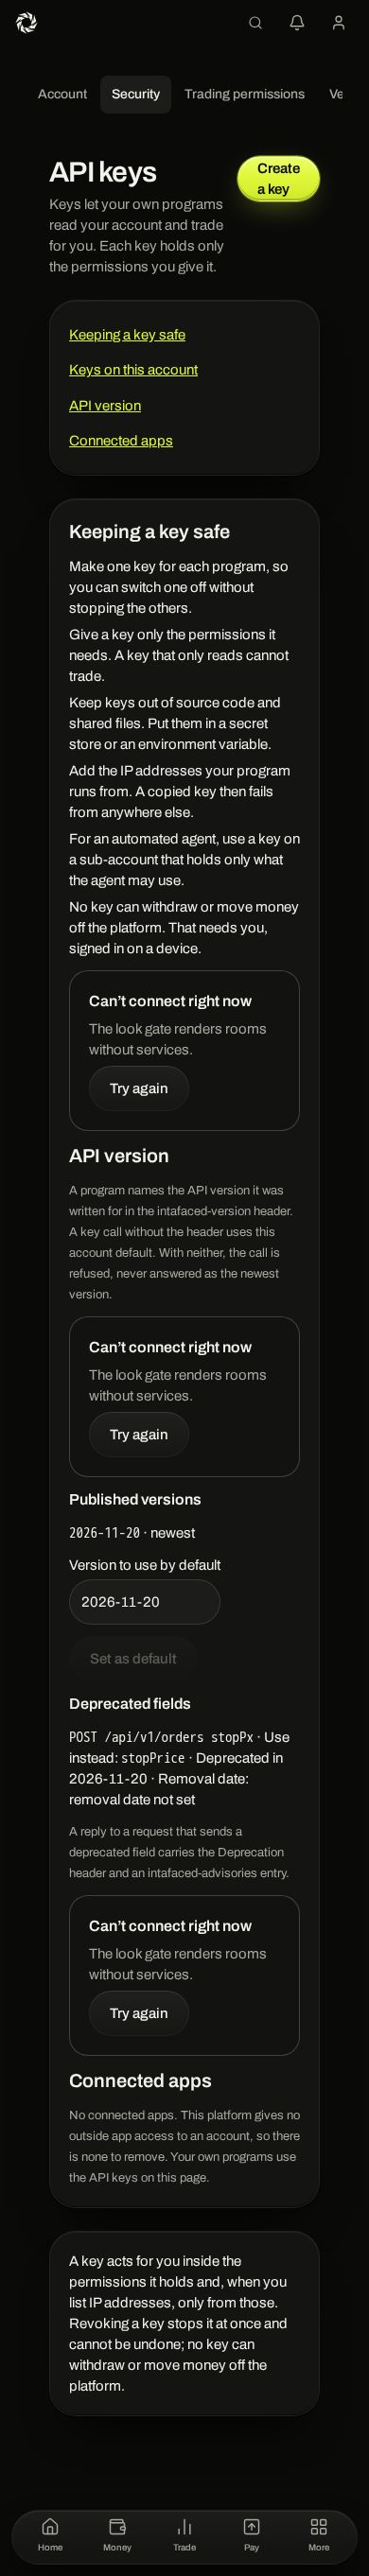 Account Security Trading permissions Ve
API keys
Create
a key
Keys let your own programs
read your account and trade
for you. Each key holds only
the permissions you give it.
Keeping a key safe
Keys on this account
API version
Connected apps
Keeping a key safe
Make one key for each program, so
you can switch one off without
stopping the others.
Give a key only the permissions it
needs. A key that only reads cannot
trade.
Keep keys out of source code and
shared files. Put them in a secret
store or an environment variable.
Add the IP addresses your program
runs from. A copied key then fails
from anywhere else.
For an automated agent, use a key on
a sub-account that holds only what
the agent may use.
No key can withdraw or move money
off the platform. That needs you,
signed in on a device.
Can’t connect right now
The look gate renders rooms
without services.
Try again
API version
A program names the API version it was
written for in the intafaced-version header.
A key call without the header uses this
account default. With neither, the call is
refused, never answered as the newest
version.
Can’t connect right now
The look gate renders rooms
without services.
Try again
Published versions
2026-11-20 · newest
Version to use by default
2026-11-20
Set as default
Deprecated fields
POST /api/v1/orders stopPx · Use
instead: stopPrice · Deprecated in
2026-11-20 · Removal date:
removal date not set
A reply to a request that sends a
deprecated field carries the Deprecation
header and an intafaced-advisories entry.
Can’t connect right now
The look gate renders rooms
without services.
Try again
Connected apps
No connected apps. This platform gives no
outside app access to an account, so there
is none to remove. Your own programs use
the API keys on this page.
A key acts for you inside the
permissions it holds and, when you
list IP addresses, only from those.
Revoking a key stops it at once and
cannot be undone; no key can
withdraw or move money off the
platform.
Home Money Trade Pay More